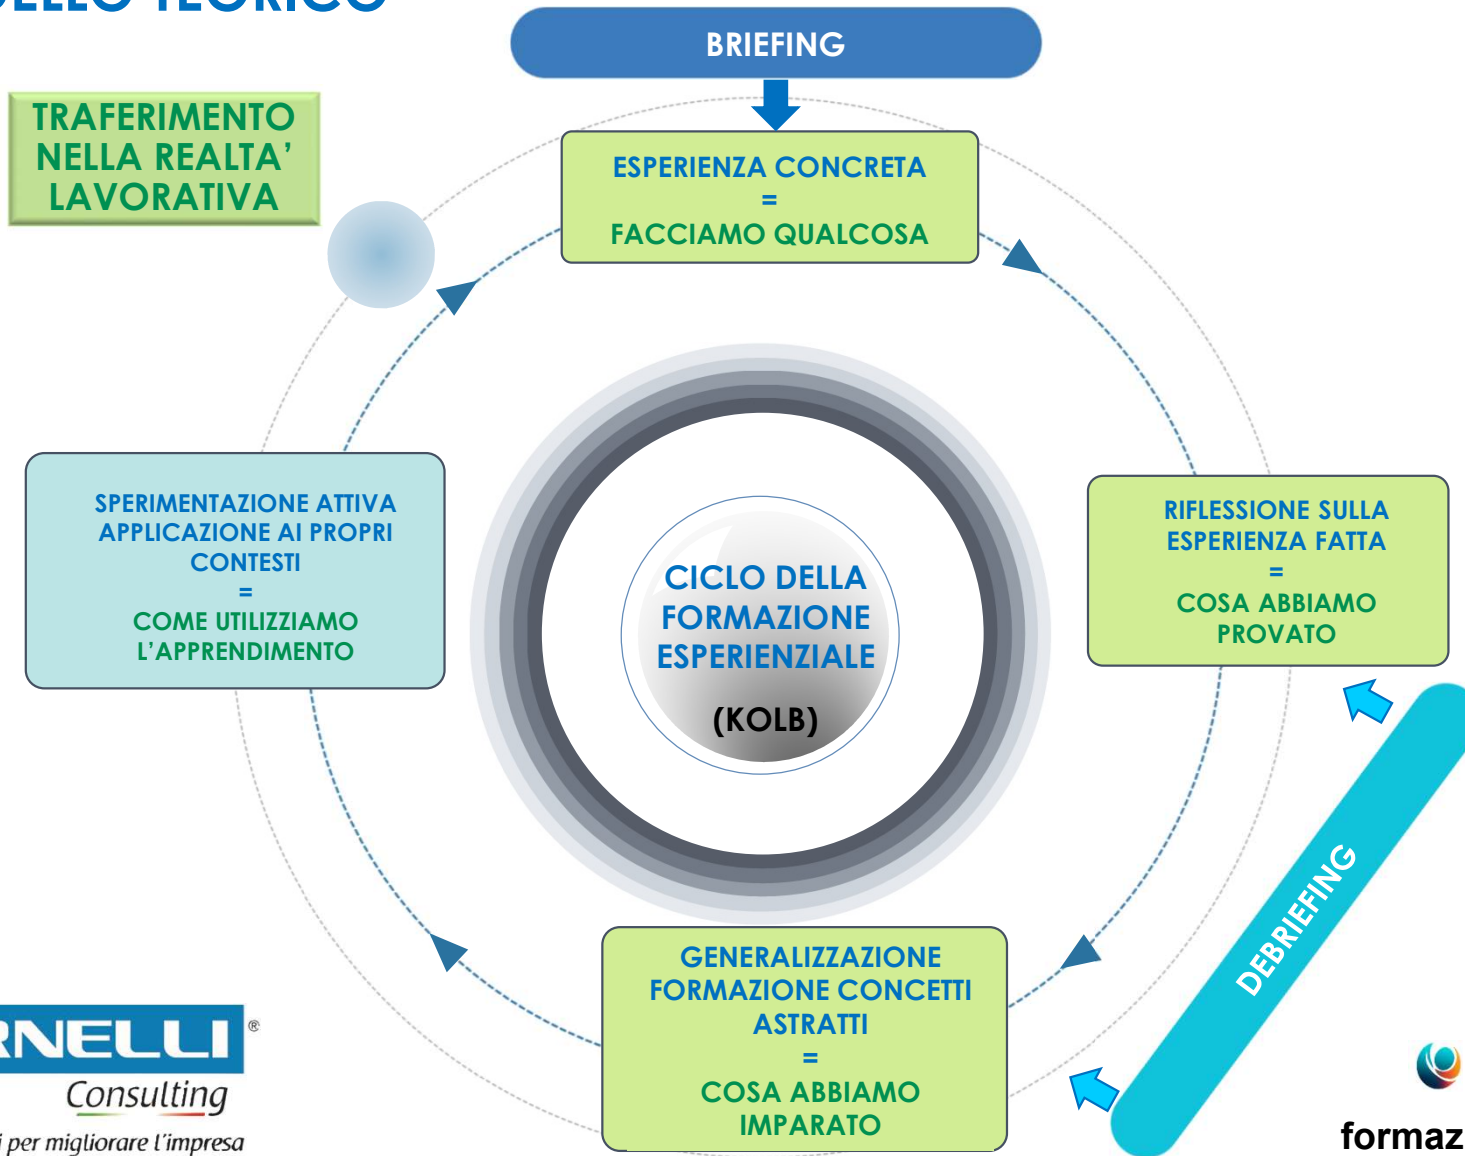 TEORICO
BRIEFING
TRAFERIMENTO
NELLA REALTA’
LAVORATIVA
ESPERIENZA CONCRETA
=
FACCIAMO QUALCOSA
SPERIMENTAZIONE ATTIVA
APPLICAZIONE AI PROPRI
CONTESTI
=
COME UTILIZZIAMO
L’APPRENDIMENTO
CICLO DELLA
FORMAZIONE
ESPERIENZIALE
(KOLB)
RIFLESSIONE SULLA
ESPERIENZA FATTA
=
COSA ABBIAMO
PROVATO
DEBRIEFING
GENERALIZZAZIONE
FORMAZIONE CONCETTI
ASTRATTI
=
COSA ABBIAMO
IMPARATO
RNELLI ®
Consulting
i per migliorare l’impresa
formaz